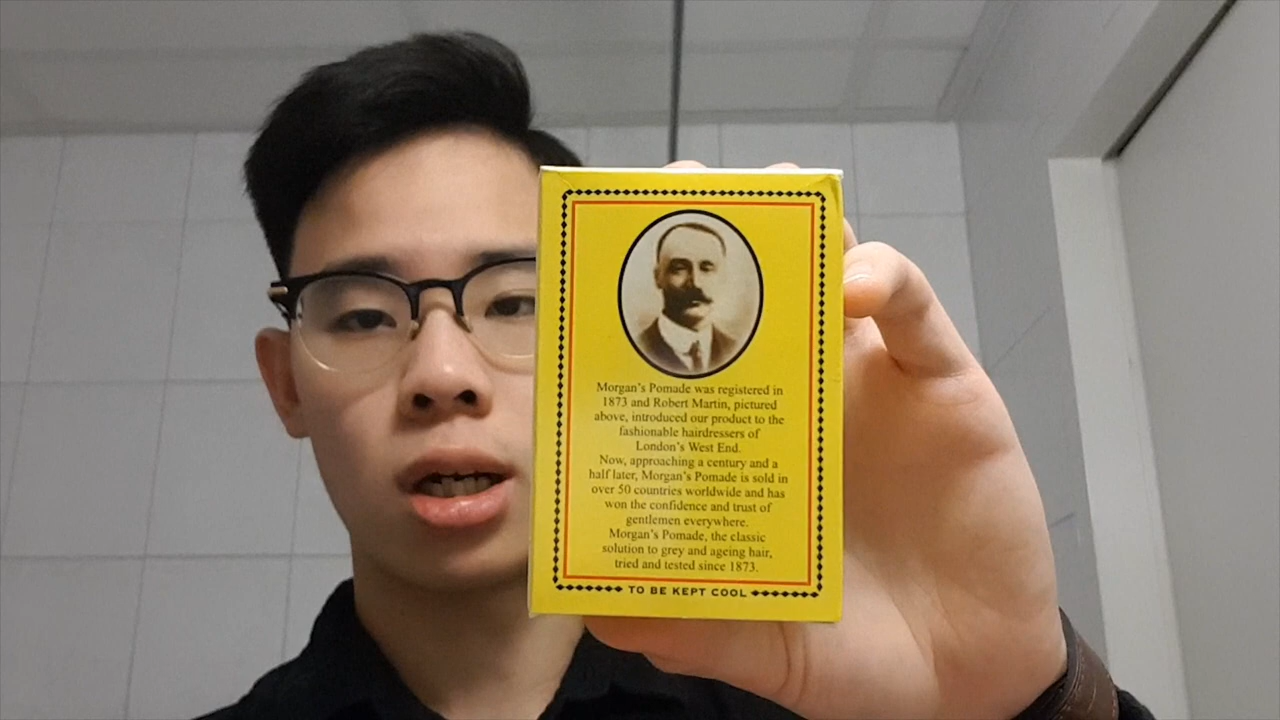 Morgan's Pomade was registered in
1873 and Robert Martin, pictured
above, introduced our product to the
fashionable hairdressers of
London's West End.
Now, approaching a century and a
half later, Morgan's Pomade is sold in
over 50 countries worldwide and has
won the confidence and trust of
gentlemen everywhere.
Morgan's Pomade, the classic
solution to grey and ageing hair,
tried and tested since 1873.
TO BE KEPT COOL